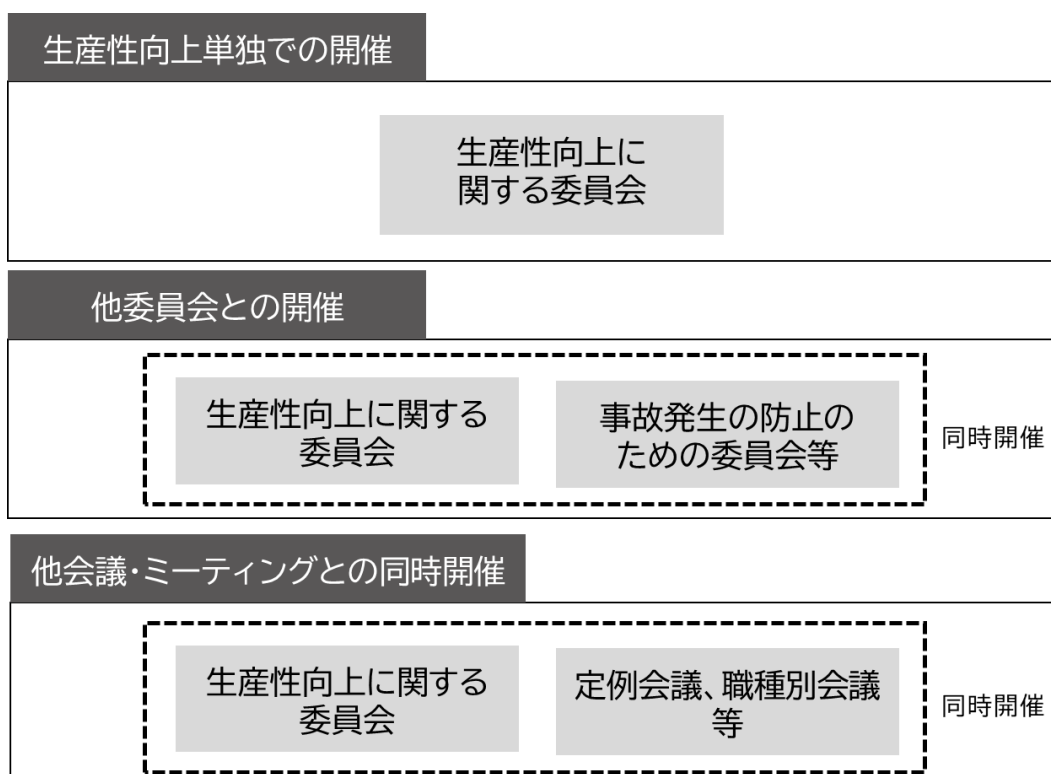 生産性向上単独での開催
生産性向上に
関する委員会
他委員会との開催
生産性向上に関する
委員会
事故発生の防止の
ための委員会等
同時開催
他会議・ミーティングとの同時開催
生産性向上に関する
委員会
定例会議、職種別会議
等
同時開催